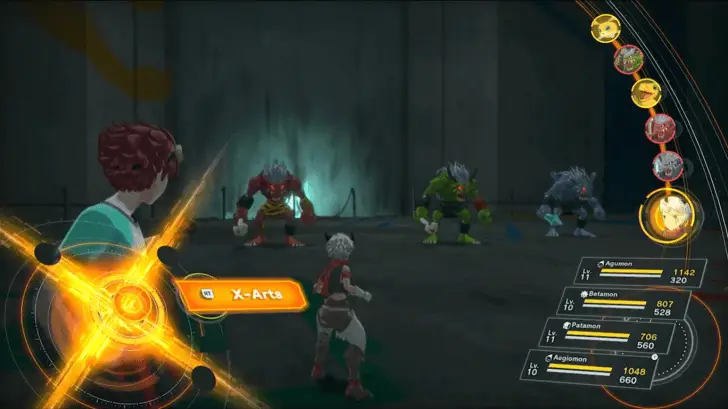 X-Arts
Agumon
Lv. 11 1142
320
Betamon
Lv. 10 807
528
Patamon
Lv. 11 706
560
Aegiomon
Lv. 10 1048
660